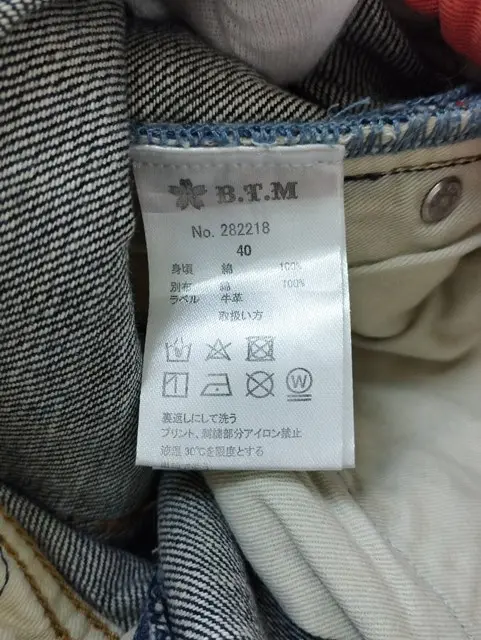 B.T.M
No. 282218
40
身頃 綿 100%
別布 綿 100%
ラベル 牛革
取扱い方
W
裏返しにして洗う
プリント、刺繍部分アイロン禁止
液温 30℃を限度とする